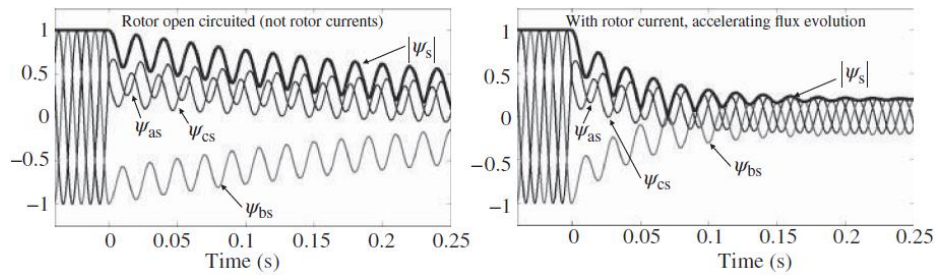 Rotor open circuited (not rotor currents)
1
0.5
0
−0.5
−1
|ψs|
ψas
ψcs
ψbs
0 0.05 0.1 0.15 0.2 0.25
Time (s)
With rotor current, accelerating flux evolution
1
0.5
0
−0.5
−1
|ψs|
ψas
ψcs
ψbs
0 0.05 0.1 0.15 0.2 0.25
Time (s)